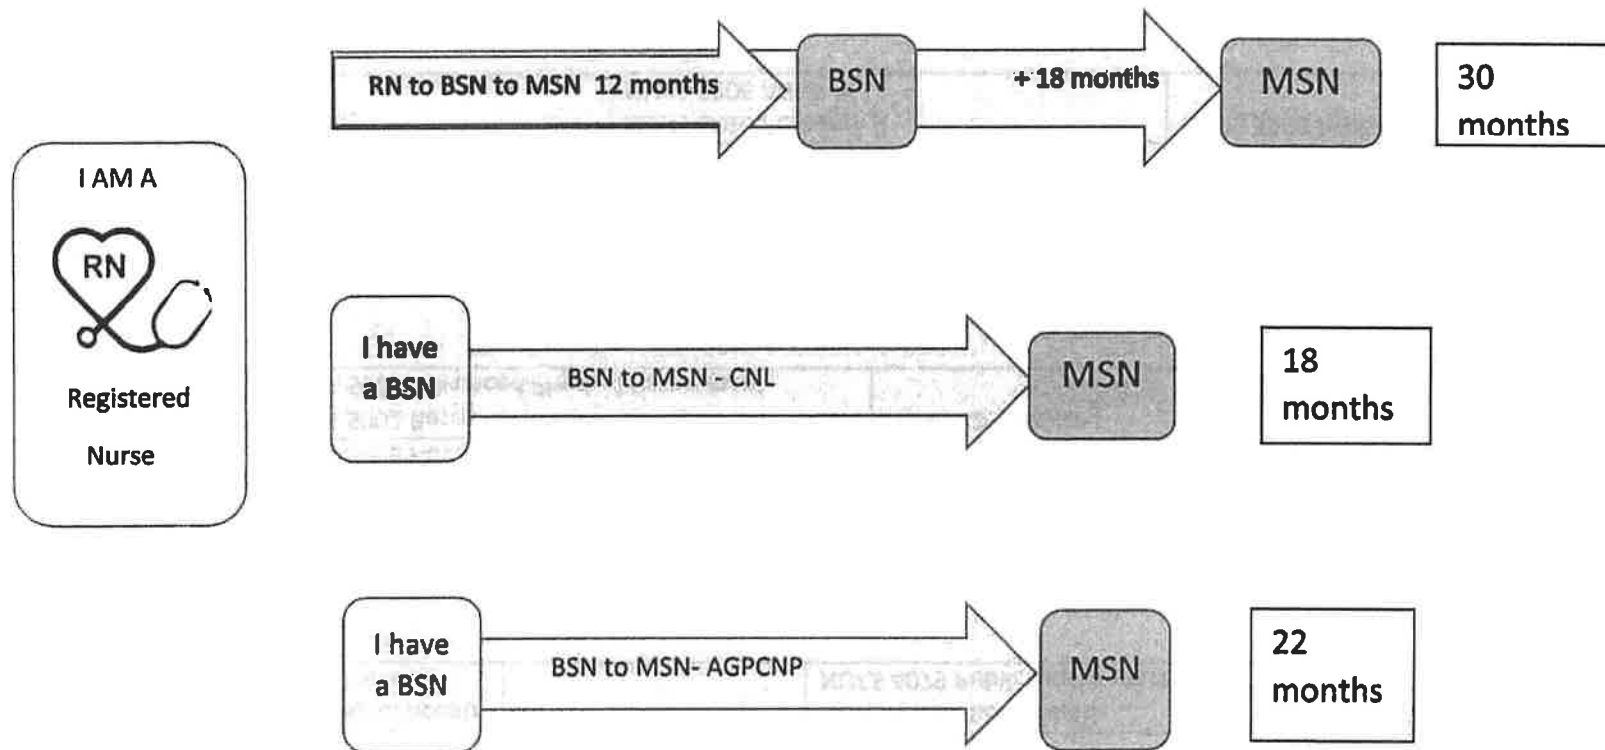 RN to BSN to MSN 12 months
BSN
+ 18 months
MSN
30
months
I AM A
RN
Registered
Nurse
I have
a BSN
BSN to MSN - CNL
MSN
18
months
I have
a BSN
BSN to MSN- AGPCNP
MSN
22
months